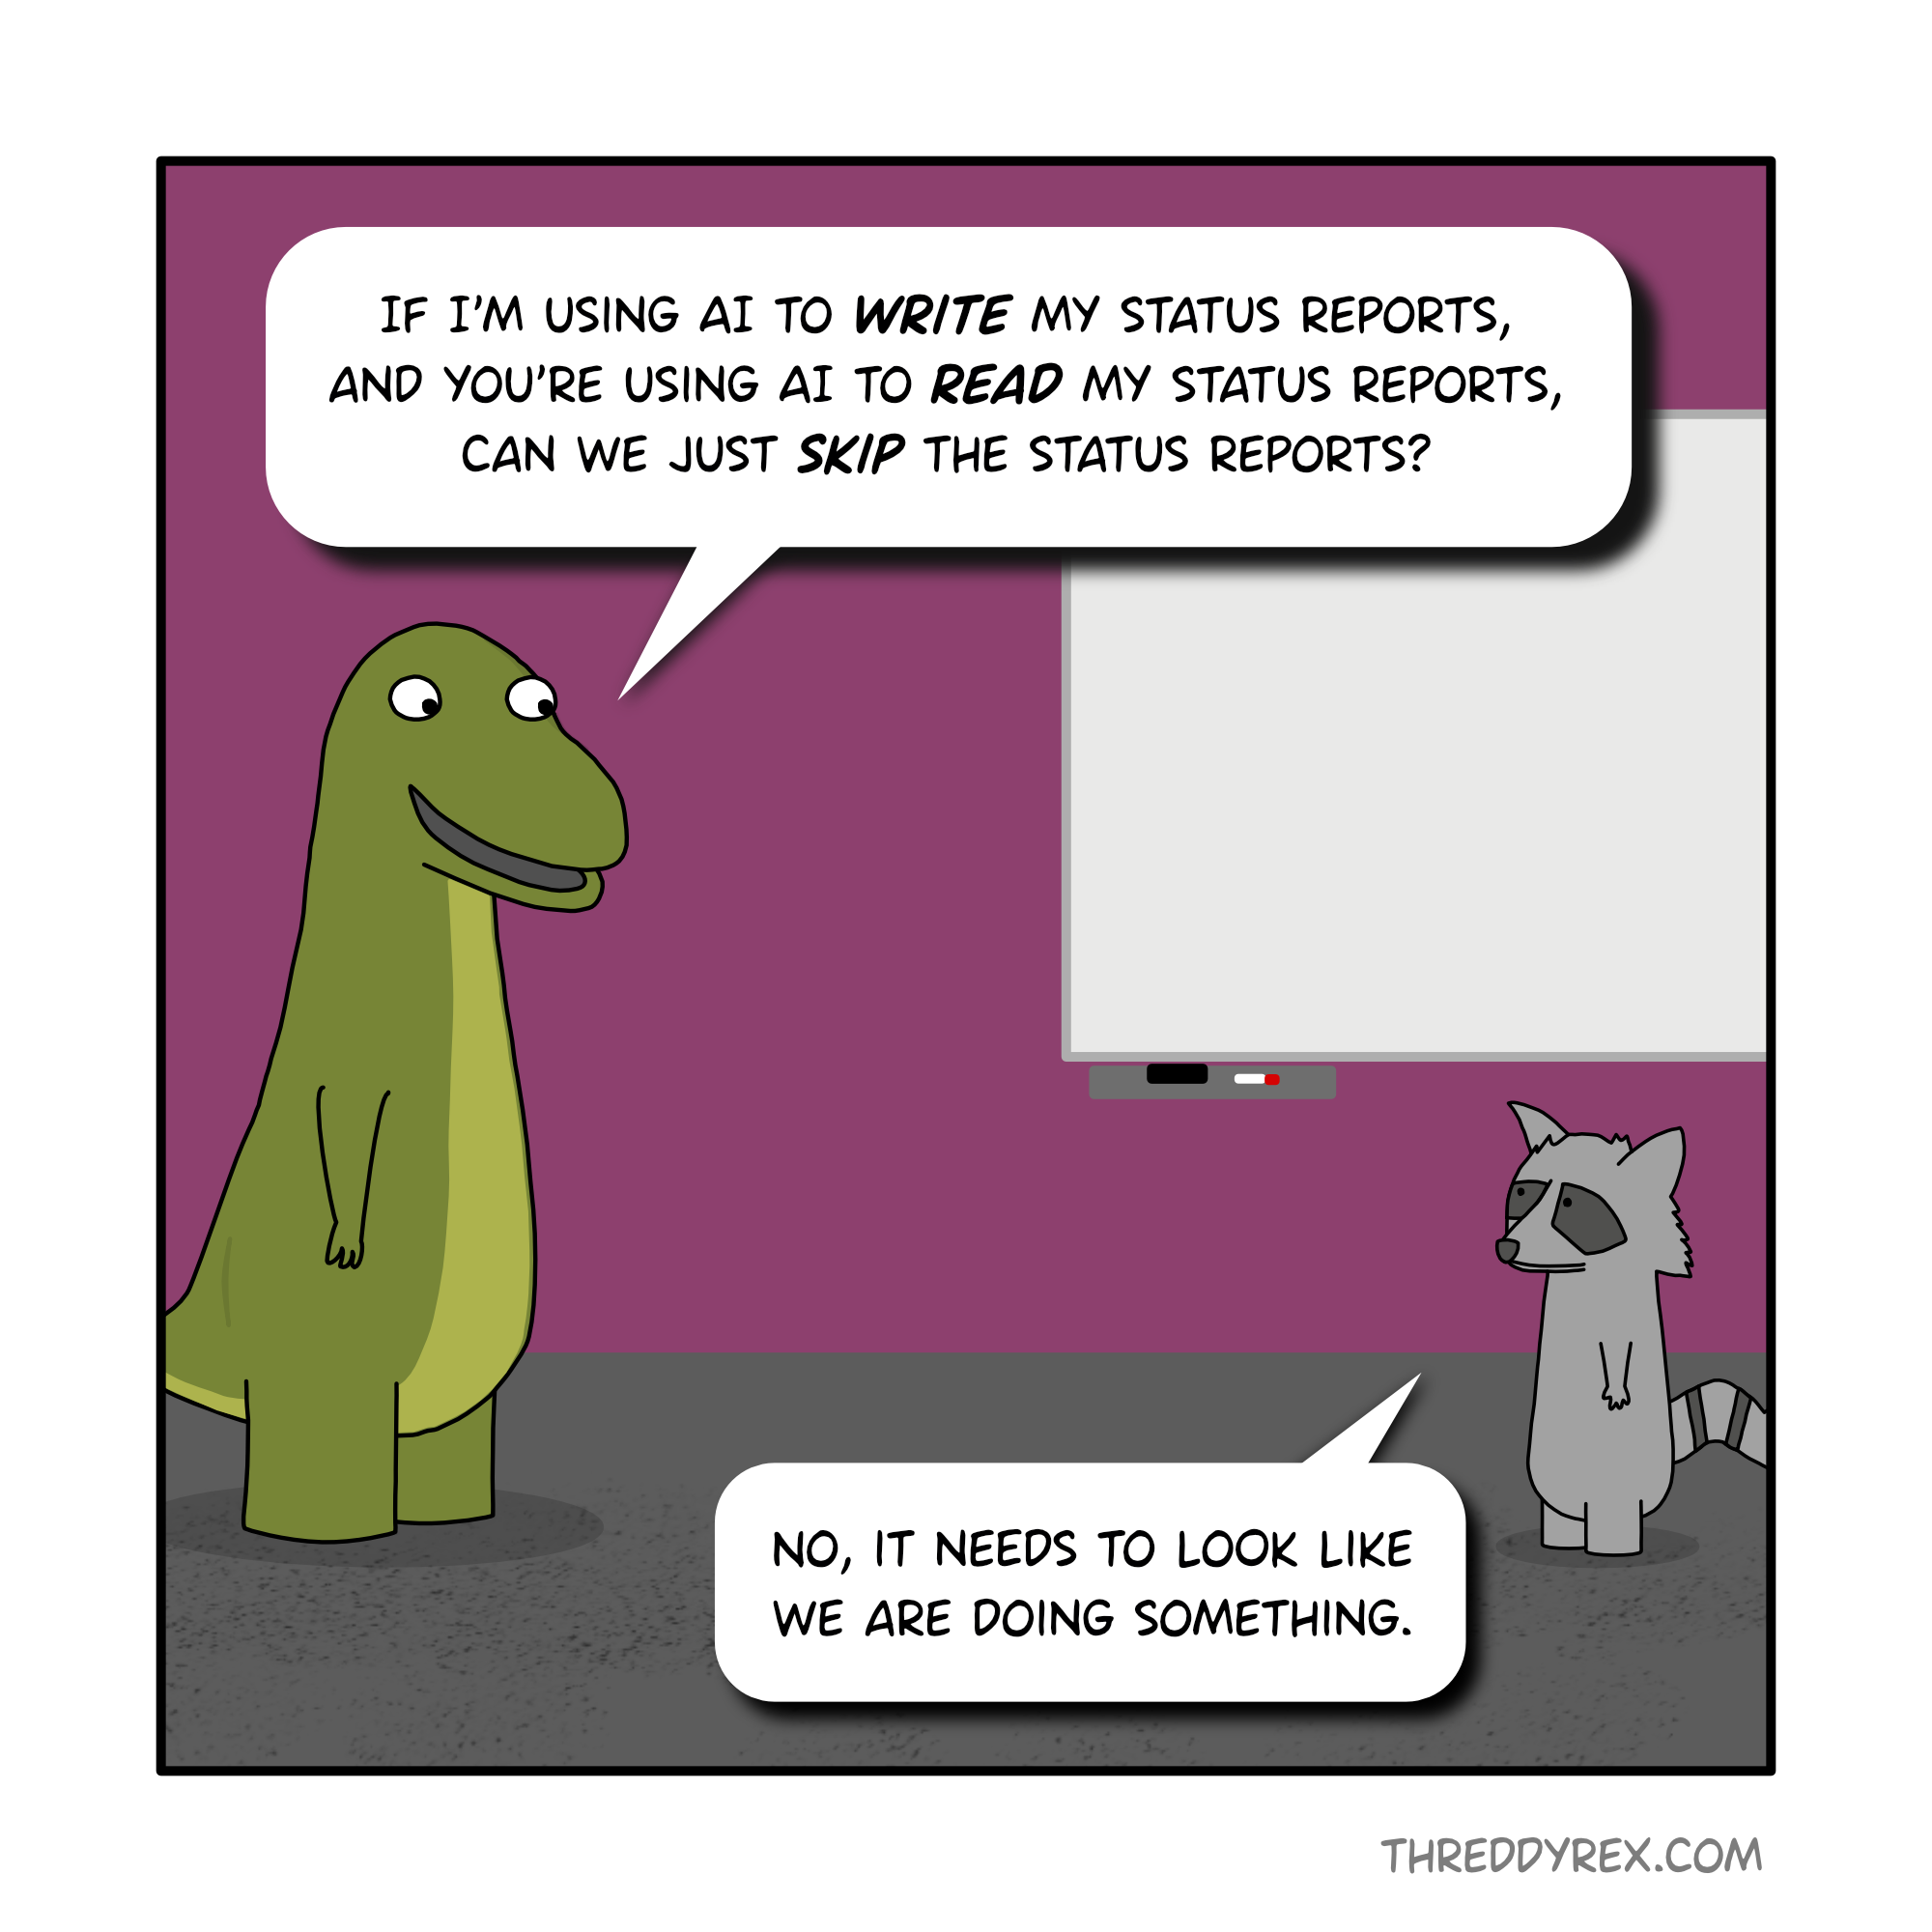 IF I'M USING AI TO WRITE MY STATUS REPORTS,
AND YOU'RE USING AI TO READ MY STATUS REPORTS,
CAN WE JUST SKIP THE STATUS REPORTS?
NO, IT NEEDS TO LOOK LIKE
WE ARE DOING SOMETHING.
THREDDYREX.COM